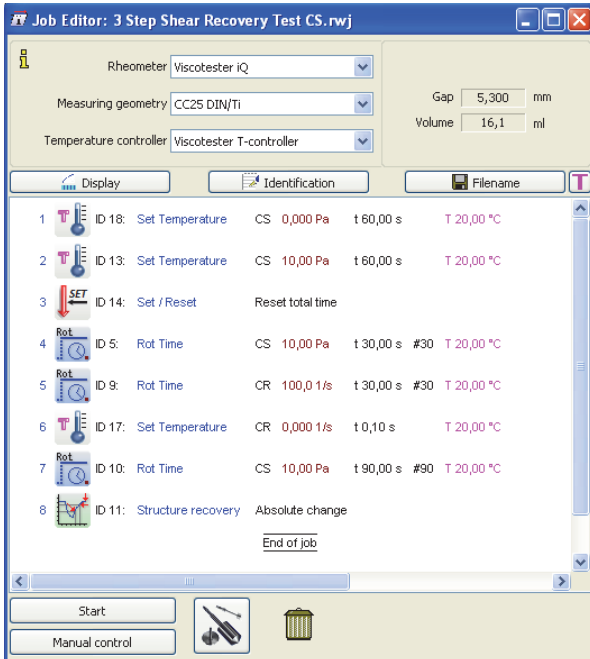 Job Editor: 3 Step Shear Recovery Test CS.rwj
Rheometer Viscotester iQ
Measuring geometry CC25 DIN/Ti
Temperature controller Viscotester T-controller
Gap 5,300 mm
Volume 16,1 ml
Display Identification Filename T
1 T ID 18: Set Temperature CS 0,000 Pa t 60,00 s T 20,00 °C
2 T ID 13: Set Temperature CS 10,00 Pa t 60,00 s T 20,00 °C
3 SET ID 14: Set / Reset Reset total time
4 Rot ID 5: Rot Time CS 10,00 Pa t 30,00 s #30 T 20,00 °C
5 Rot ID 9: Rot Time CR 100,0 1/s t 30,00 s #30 T 20,00 °C
6 T ID 17: Set Temperature CR 0,000 1/s t 0,10 s T 20,00 °C
7 Rot ID 10: Rot Time CS 10,00 Pa t 90,00 s #90 T 20,00 °C
8 ID 11: Structure recovery Absolute change
End of job
Start
Manual control